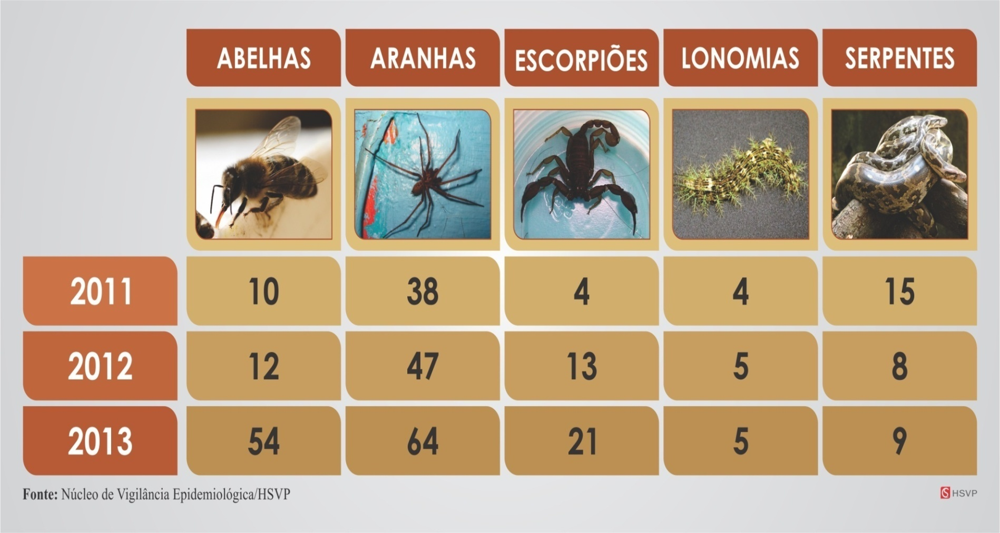 ABELHAS ARANHAS ESCORPIÕES LONOMIAS SERPENTES
2011 10 38 4 4 15
2012 12 47 13 5 8
2013 54 64 21 5 9
Fonte: Núcleo de Vigilância Epidemiológica/HSVP
HSVP